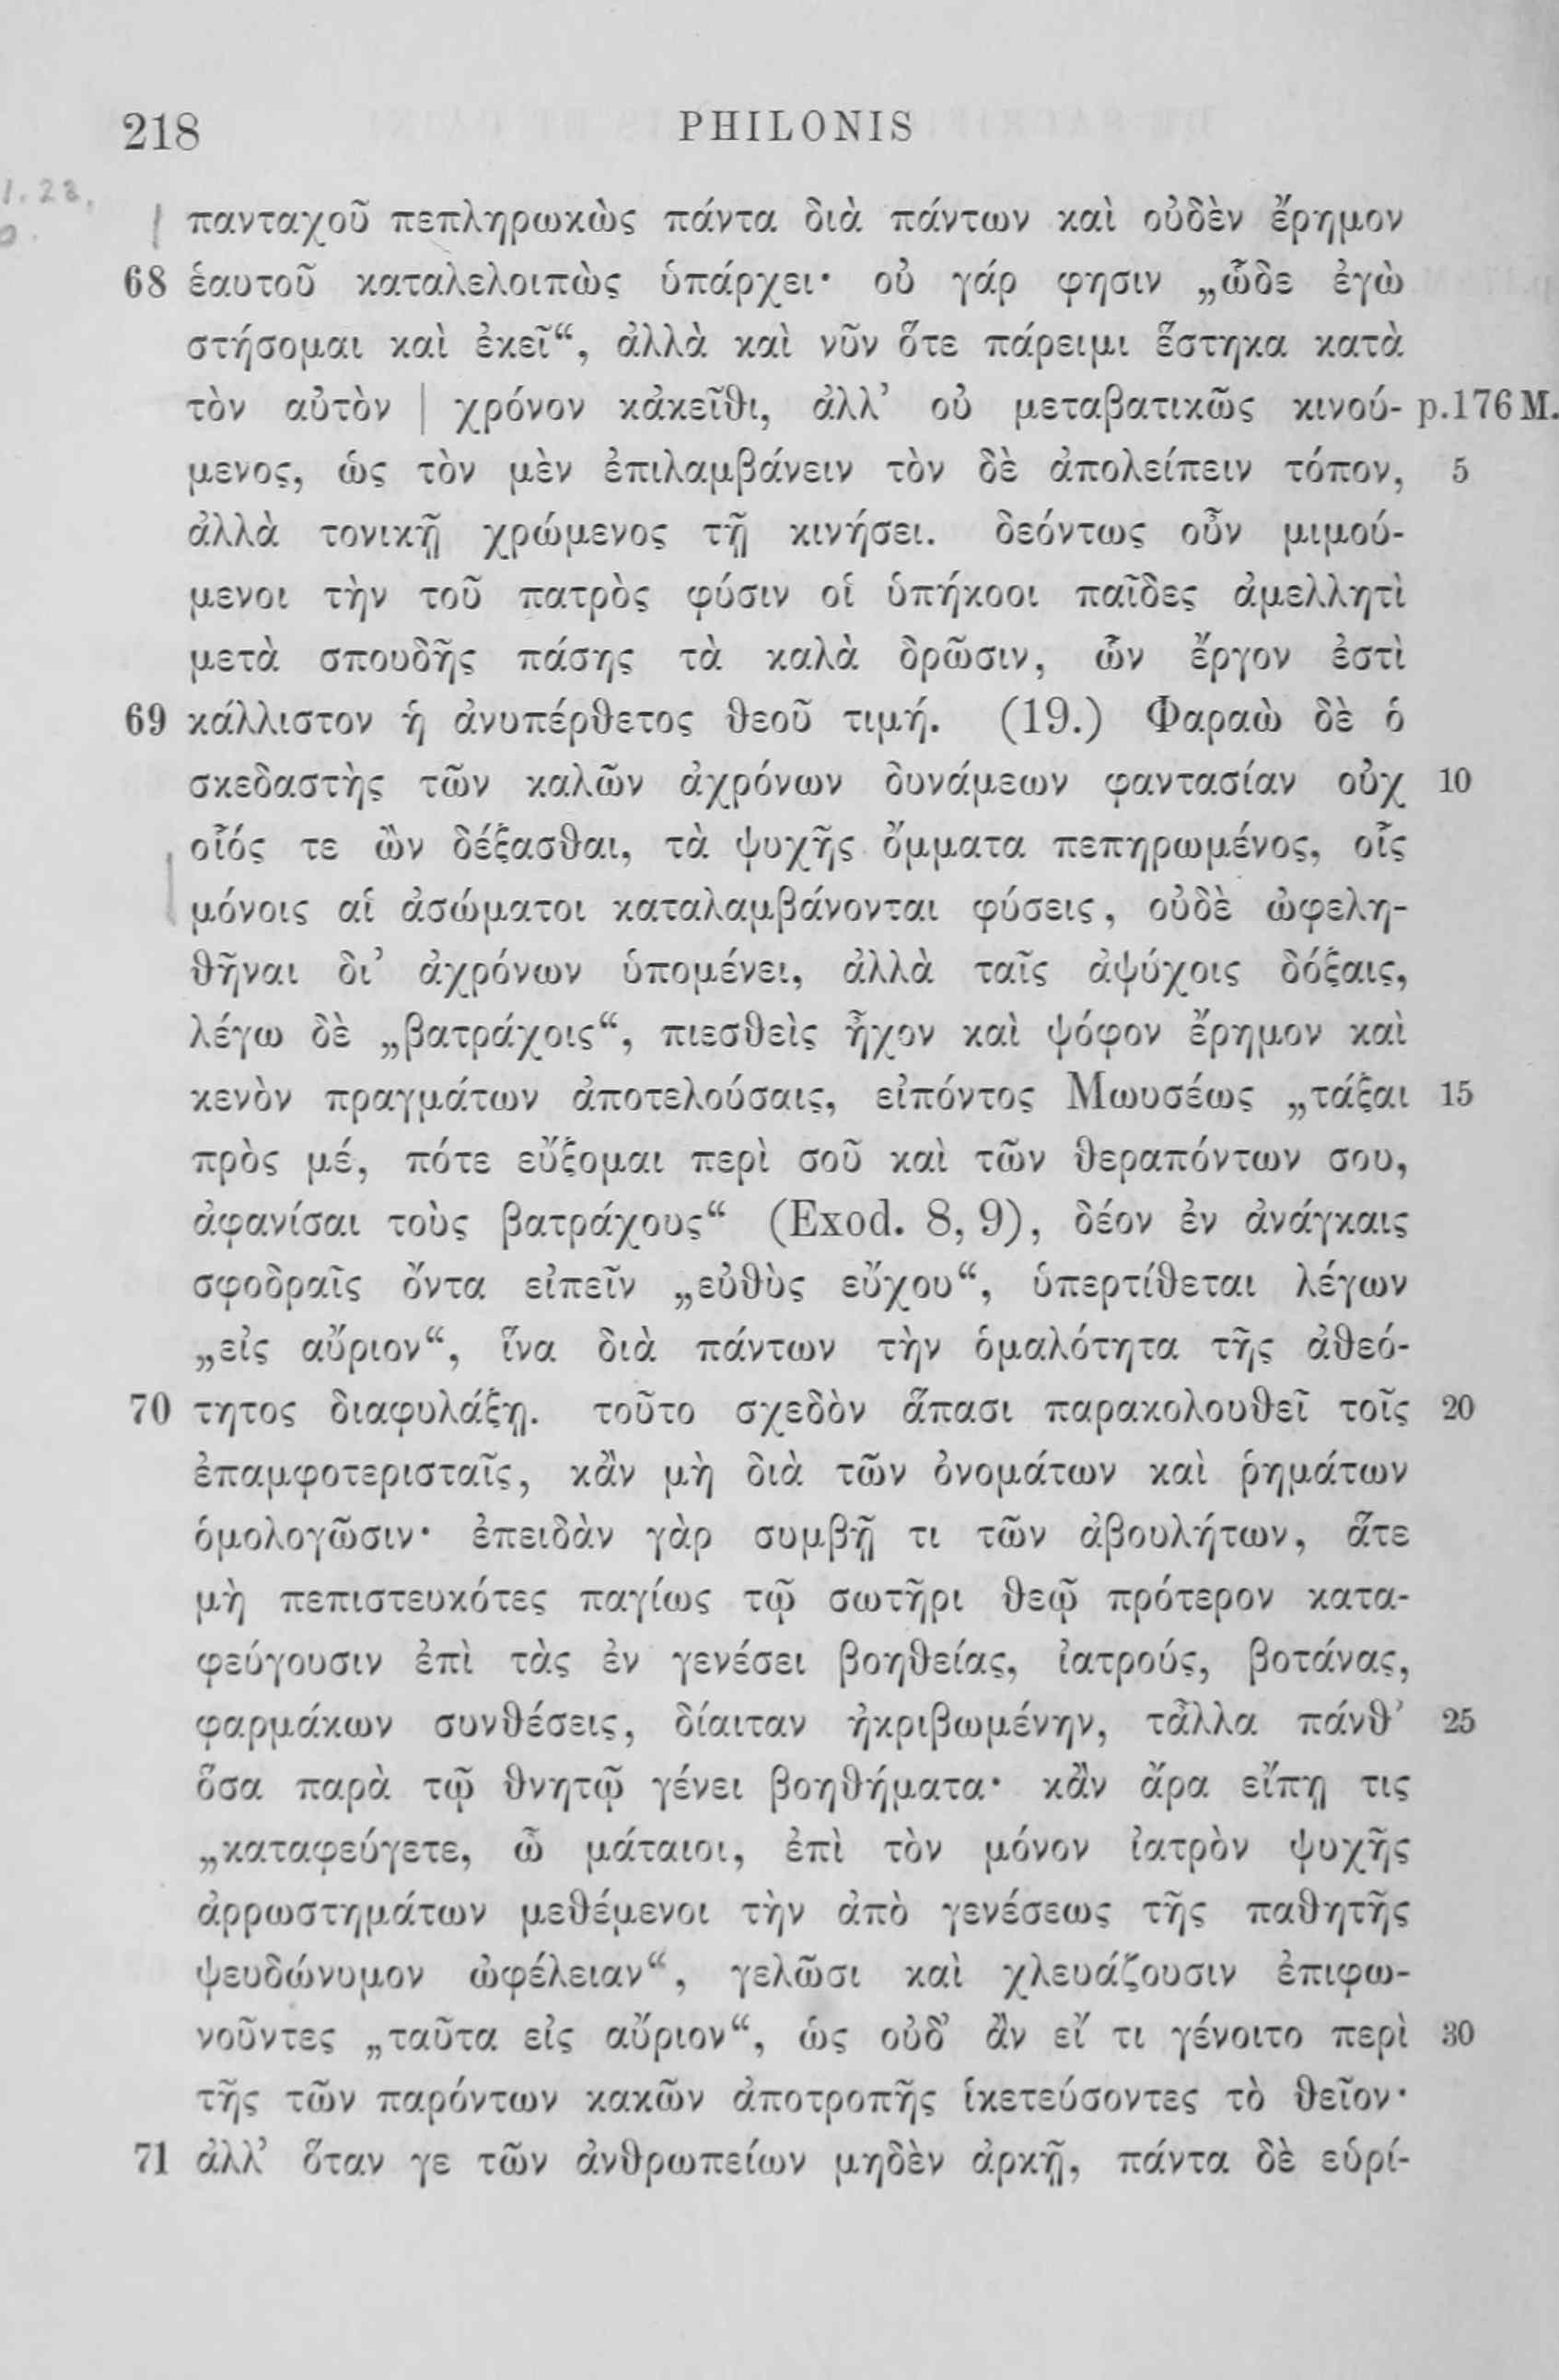 218 PHILONIS
1. 23.
πανταχοῦ πεπληρωκὼς πάντα διὰ πάντων καὶ οὐδὲν ἔρημον
68 ἑαυτοῦ καταλελοιπὼς ὑπάρχει· οὐ γάρ φησιν „ὧδε ἐγὼ
στήσομαι καὶ ἐκεῖ“, ἀλλὰ καὶ νῦν ὅτε πάρειμι ἕστηκα κατὰ
τὸν αὐτὸν | χρόνον κἀκεῖθι, ἀλλ’ οὐ μεταβατικῶς κινού- p.176 M.
μενος, ὡς τὸν μὲν ἐπιλαμβάνειν τὸν δὲ ἀπολείπειν τόπον, 5
ἀλλὰ τονικῇ χρώμενος τῇ κινήσει. δεόντως οὖν μιμού-
μενοι τὴν τοῦ πατρὸς φύσιν οἱ ὑπήκοοι παῖδες ἀμελλητὶ
μετὰ σπουδῆς πάσης τὰ καλὰ δρῶσιν, ὧν ἔργον ἐστὶ
69 κάλλιστον ἡ ἀνυπέρθετος θεοῦ τιμή. (19.) Φαραὼ δὲ ὁ
σκεδαστὴς τῶν καλῶν ἀχρόνων δυνάμεων φαντασίαν οὐχ 10
οἷός τε ὢν δέξασθαι, τὰ ψυχῆς ὄμματα πεπηρωμένος, οἷς
μόνοις αἱ ἀσώματοι καταλαμβάνονται φύσεις, οὐδὲ ὠφελη-
θῆναι δι’ ἀχρόνων ὑπομένει, ἀλλὰ ταῖς ἀψύχοις δόξαις,
λέγω δὲ „βατράχοις“, πιεσθεὶς ἦχον καὶ ψόφον ἔρημον καὶ
κενὸν πραγμάτων ἀποτελούσαις, εἰπόντος Μωυσέως „τάξαι 15
πρὸς μέ, πότε εὔξομαι περὶ σοῦ καὶ τῶν θεραπόντων σου,
ἀφανίσαι τοὺς βατράχους“ (Exod. 8, 9), δέον ἐν ἀνάγκαις
σφοδραῖς ὄντα εἰπεῖν „εὐθὺς εὔχου“, ὑπερτίθεται λέγων
„εἰς αὔριον“, ἵνα διὰ πάντων τὴν ὁμαλότητα τῆς ἀθεό-
70 τητος διαφυλάξῃ. τοῦτο σχεδὸν ἅπασι παρακολουθεῖ τοῖς 20
ἐπαμφοτερισταῖς, κἂν μὴ διὰ τῶν ὀνομάτων καὶ ῥημάτων
ὁμολογῶσιν· ἐπειδὰν γὰρ συμβῇ τι τῶν ἀβουλήτων, ἅτε
μὴ πεπιστευκότες παγίως τῷ σωτῆρι θεῷ πρότερον κατα-
φεύγουσιν ἐπὶ τὰς ἐν γενέσει βοηθείας, ἰατρούς, βοτάνας,
φαρμάκων συνθέσεις, δίαιταν ἠκριβωμένην, τἆλλα πάνθ’ 25
ὅσα παρὰ τῷ θνητῷ γένει βοηθήματα· κἂν ἄρα εἴπῃ τις
„καταφεύγετε, ὦ μάταιοι, ἐπὶ τὸν μόνον ἰατρὸν ψυχῆς
ἀρρωστημάτων μεθέμενοι τὴν ἀπὸ γενέσεως τῆς παθητῆς
ψευδώνυμον ὠφέλειαν“, γελῶσι καὶ χλευάζουσιν ἐπιφω-
νοῦντες „ταῦτα εἰς αὔριον“, ὡς οὐδ’ ἂν εἴ τι γένοιτο περὶ 30
τῆς τῶν παρόντων κακῶν ἀποτροπῆς ἱκετεύσοντες τὸ θεῖον·
71 ἀλλ’ ὅταν γε τῶν ἀνθρωπείων μηδὲν ἀρκῇ, πάντα δὲ εὑρί-